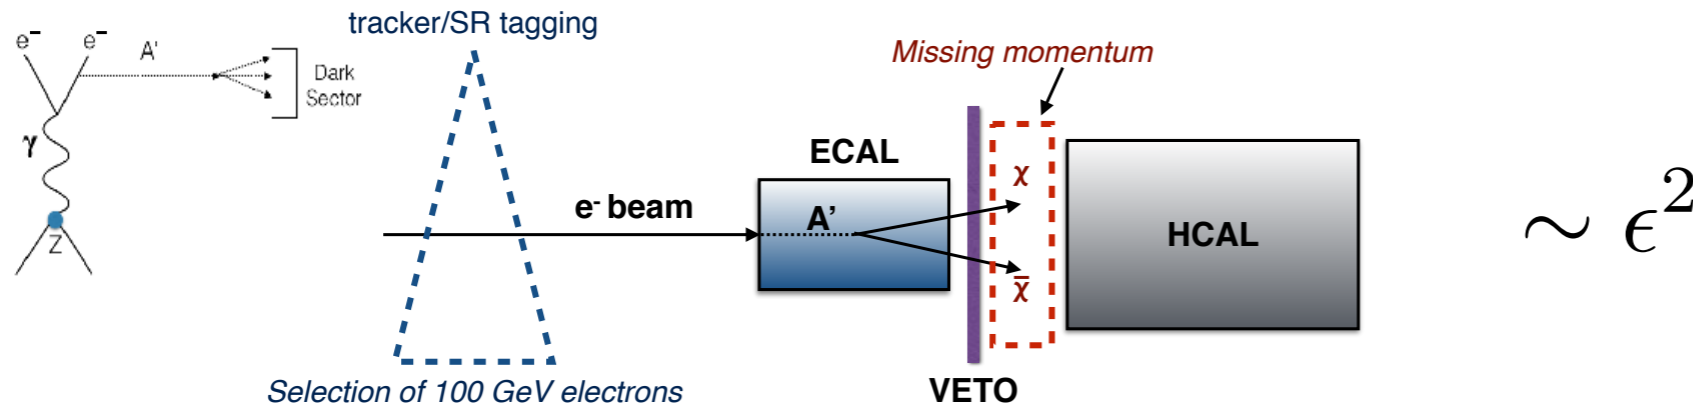 e⁻ e⁻
A'
Dark
Sector
γ
Z
tracker/SR tagging
Selection of 100 GeV electrons
e⁻ beam
ECAL
A'
Missing momentum
χ
χ̄
VETO
HCAL
∼ ϵ²